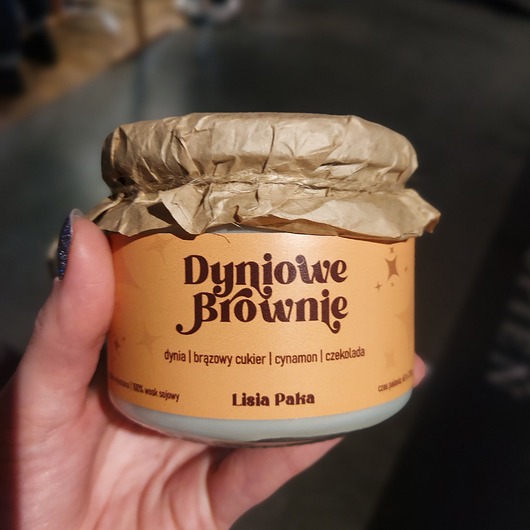 Dyniowe
Brownie
dynia | brązowy cukier | cynamon | czekolada
100% wosk sojowy
Lisia Paka